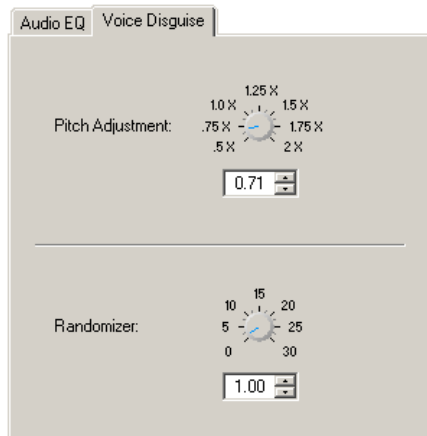 Audio EQ Voice Disguise
1.25 X
1.0 X 1.5 X
Pitch Adjustment: .75 X 1.75 X
.5 X 2 X
0.71
15
10 20
Randomizer: 5 25
0 30
1.00